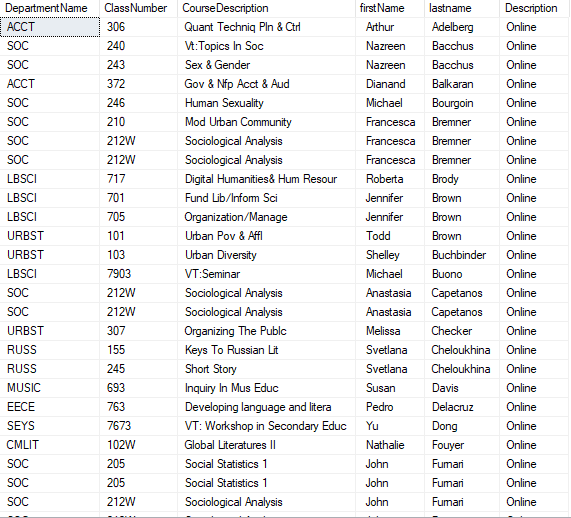 DepartmentName ClassNumber CourseDescription firstName lastname Description
ACCT 306 Quant Techniq Pln & Ctrl Arthur Adelberg Online
SOC 240 Vt:Topics In Soc Nazreen Bacchus Online
SOC 243 Sex & Gender Nazreen Bacchus Online
ACCT 372 Gov & Nfp Acct & Aud Dianand Balkaran Online
SOC 246 Human Sexuality Michael Bourgoin Online
SOC 210 Mod Urban Community Francesca Bremner Online
SOC 212W Sociological Analysis Francesca Bremner Online
SOC 212W Sociological Analysis Francesca Bremner Online
LBSCI 717 Digital Humanities& Hum Resour Roberta Brody Online
LBSCI 701 Fund Lib/Inform Sci Jennifer Brown Online
LBSCI 705 Organization/Manage Jennifer Brown Online
URBST 101 Urban Pov & Affl Todd Brown Online
URBST 103 Urban Diversity Shelley Buchbinder Online
LBSCI 7903 VT:Seminar Michael Buono Online
SOC 212W Sociological Analysis Anastasia Capetanos Online
SOC 212W Sociological Analysis Anastasia Capetanos Online
URBST 307 Organizing The Publc Melissa Checker Online
RUSS 155 Keys To Russian Lit Svetlana Cheloukhina Online
RUSS 245 Short Story Svetlana Cheloukhina Online
MUSIC 693 Inquiry In Mus Educ Susan Davis Online
EECE 763 Developing language and litera Pedro Delacruz Online
SEYS 7673 VT: Workshop in Secondary Educ Yu Dong Online
CMLIT 102W Global Literatures II Nathalie Fouyer Online
SOC 205 Social Statistics 1 John Fumari Online
SOC 205 Social Statistics 1 John Fumari Online
SOC 212W Sociological Analysis John Fumari Online